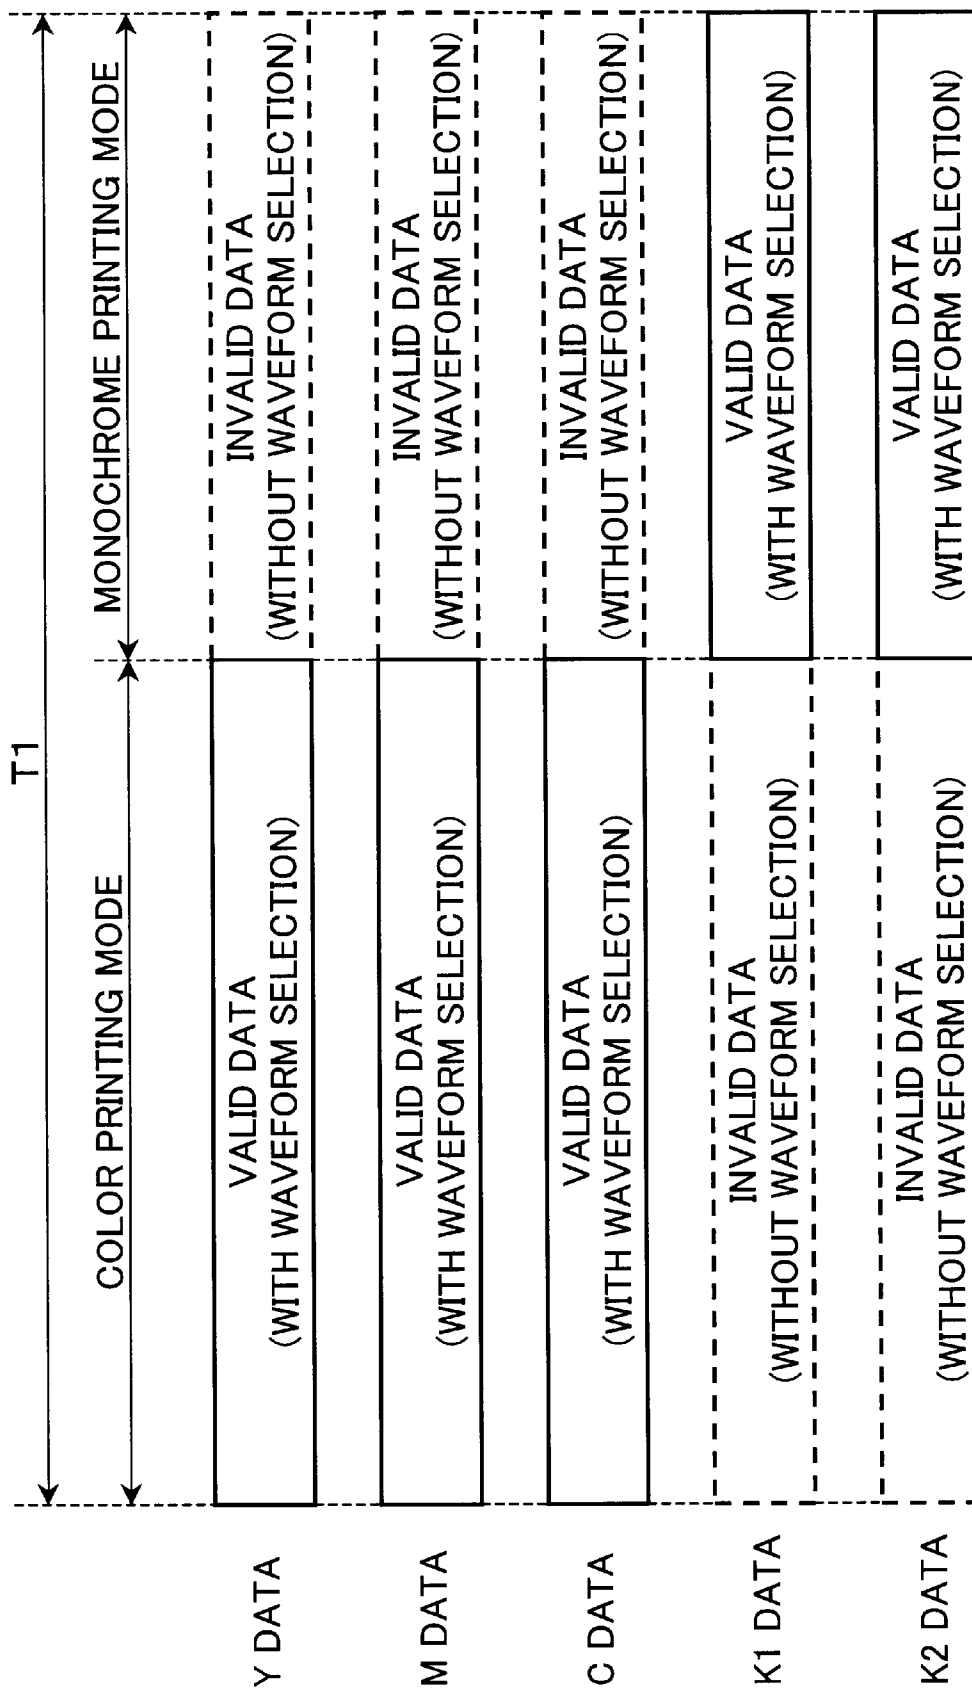 T1
COLOR PRINTING MODE
MONOCHROME PRINTING MODE
Y DATA
VALID DATA
(WITH WAVEFORM SELECTION)
INVALID DATA
(WITHOUT WAVEFORM SELECTION)
M DATA
VALID DATA
(WITH WAVEFORM SELECTION)
INVALID DATA
(WITHOUT WAVEFORM SELECTION)
C DATA
VALID DATA
(WITH WAVEFORM SELECTION)
INVALID DATA
(WITHOUT WAVEFORM SELECTION)
K1 DATA
INVALID DATA
(WITHOUT WAVEFORM SELECTION)
VALID DATA
(WITH WAVEFORM SELECTION)
K2 DATA
INVALID DATA
(WITHOUT WAVEFORM SELECTION)
VALID DATA
(WITH WAVEFORM SELECTION)